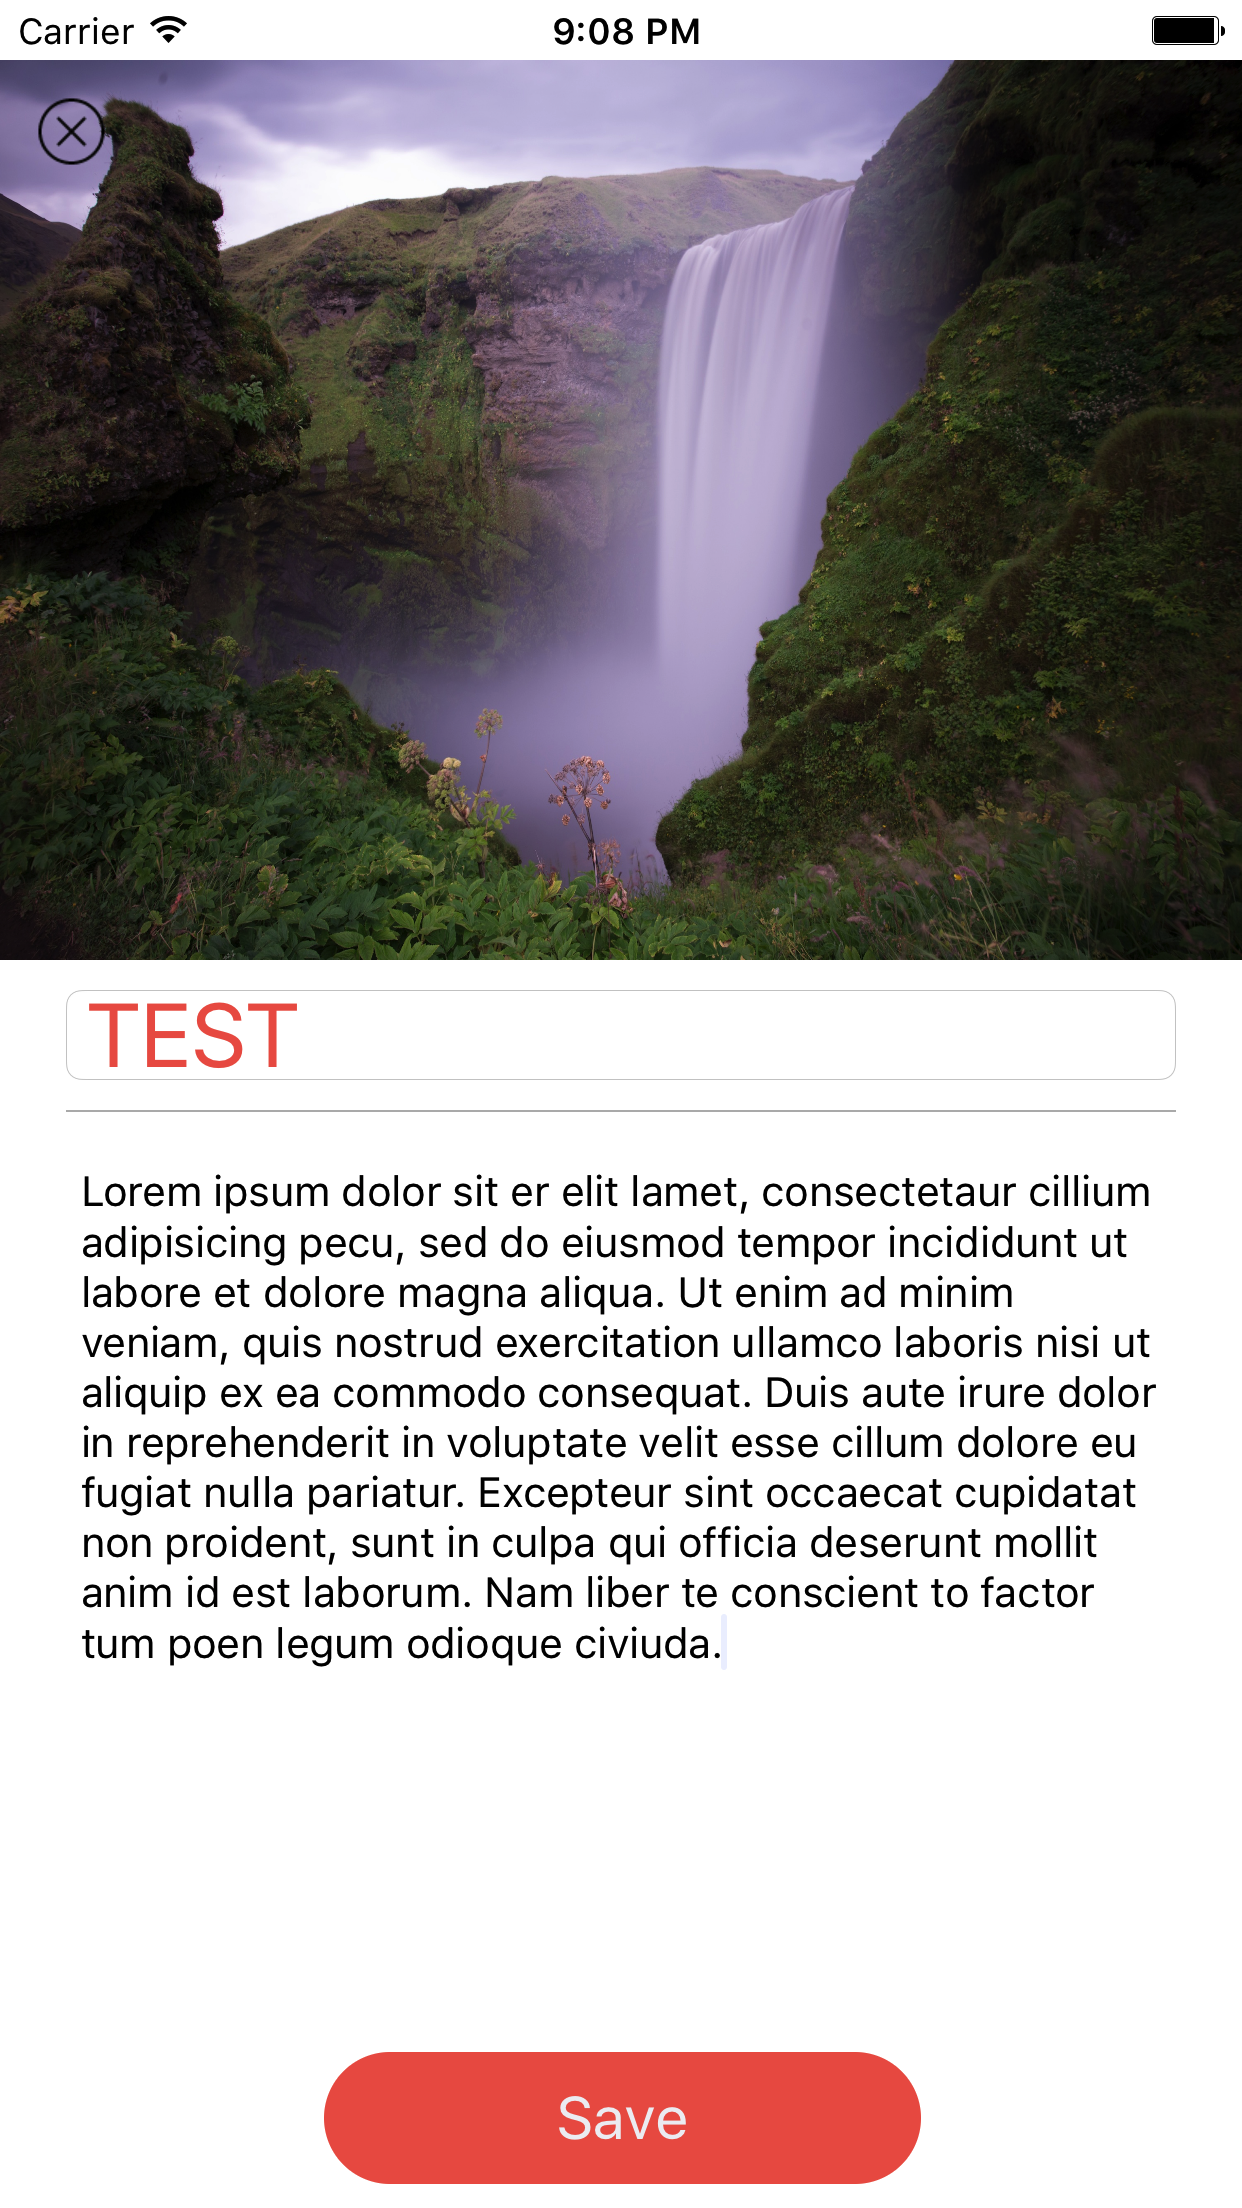 Carrier 9:08 PM
TEST
Lorem ipsum dolor sit er elit lamet, consectetaur cillium
adipisicing pecu, sed do eiusmod tempor incididunt ut
labore et dolore magna aliqua. Ut enim ad minim
veniam, quis nostrud exercitation ullamco laboris nisi ut
aliquip ex ea commodo consequat. Duis aute irure dolor
in reprehenderit in voluptate velit esse cillum dolore eu
fugiat nulla pariatur. Excepteur sint occaecat cupidatat
non proident, sunt in culpa qui officia deserunt mollit
anim id est laborum. Nam liber te conscient to factor
tum poen legum odioque civiuda.
Save